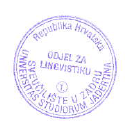 Republika Hrvatska
ODJEL ZA
LINGVISTIKU
1
SVEUČILIŠTE U ZADRU
UNIVERSITAS STUDIORUM JADERTINA